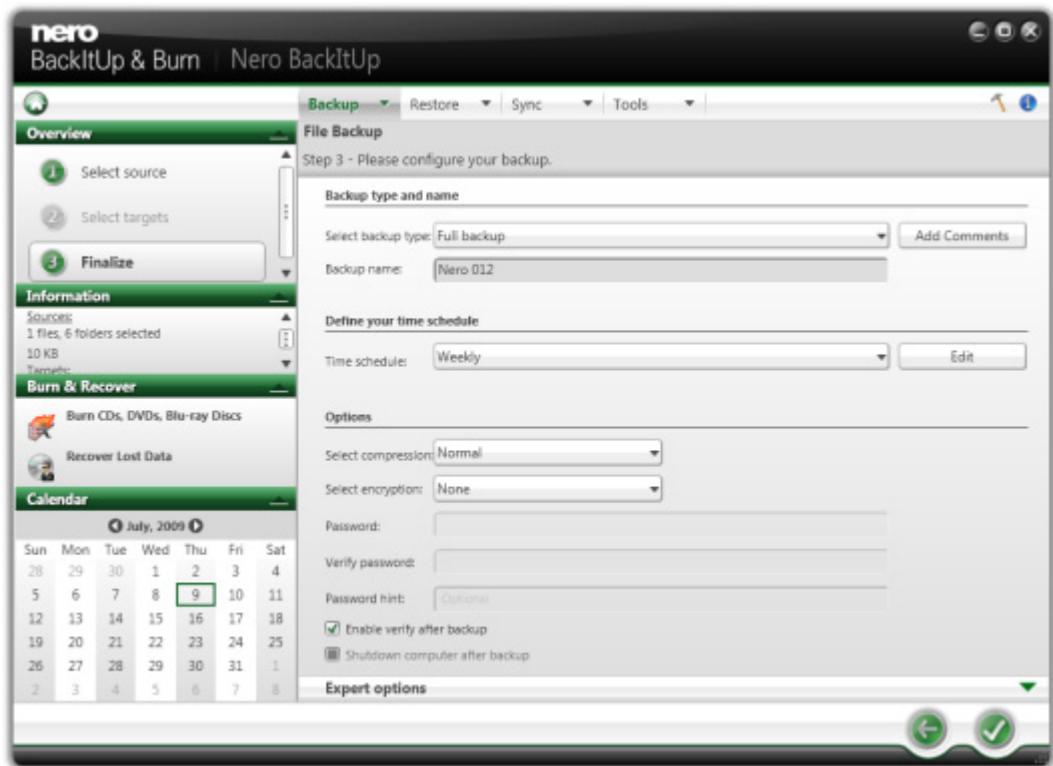 nero
BackItUp & Burn | Nero BackItUp
Backup Restore Sync Tools
Overview
1 Select source
2 Select targets
3 Finalize
Information
Sources:
1 files, 6 folders selected
10 KB
Targets:
Burn & Recover
Burn CDs, DVDs, Blu-ray Discs
Recover Lost Data
Calendar
July, 2009
Sun Mon Tue Wed Thu Fri Sat
28 29 30 1 2 3 4
5 6 7 8 9 10 11
12 13 14 15 16 17 18
19 20 21 22 23 24 25
26 27 28 29 30 31 1
2 3 4 5 6 7 8
File Backup
Step 3 - Please configure your backup.
Backup type and name
Select backup type: Full backup Add Comments
Backup name: Nero 012
Define your time schedule
Time schedule: Weekly Edit
Options
Select compression: Normal
Select encryption: None
Password:
Verify password:
Password hint: Optional
Enable verify after backup
Shutdown computer after backup
Expert options